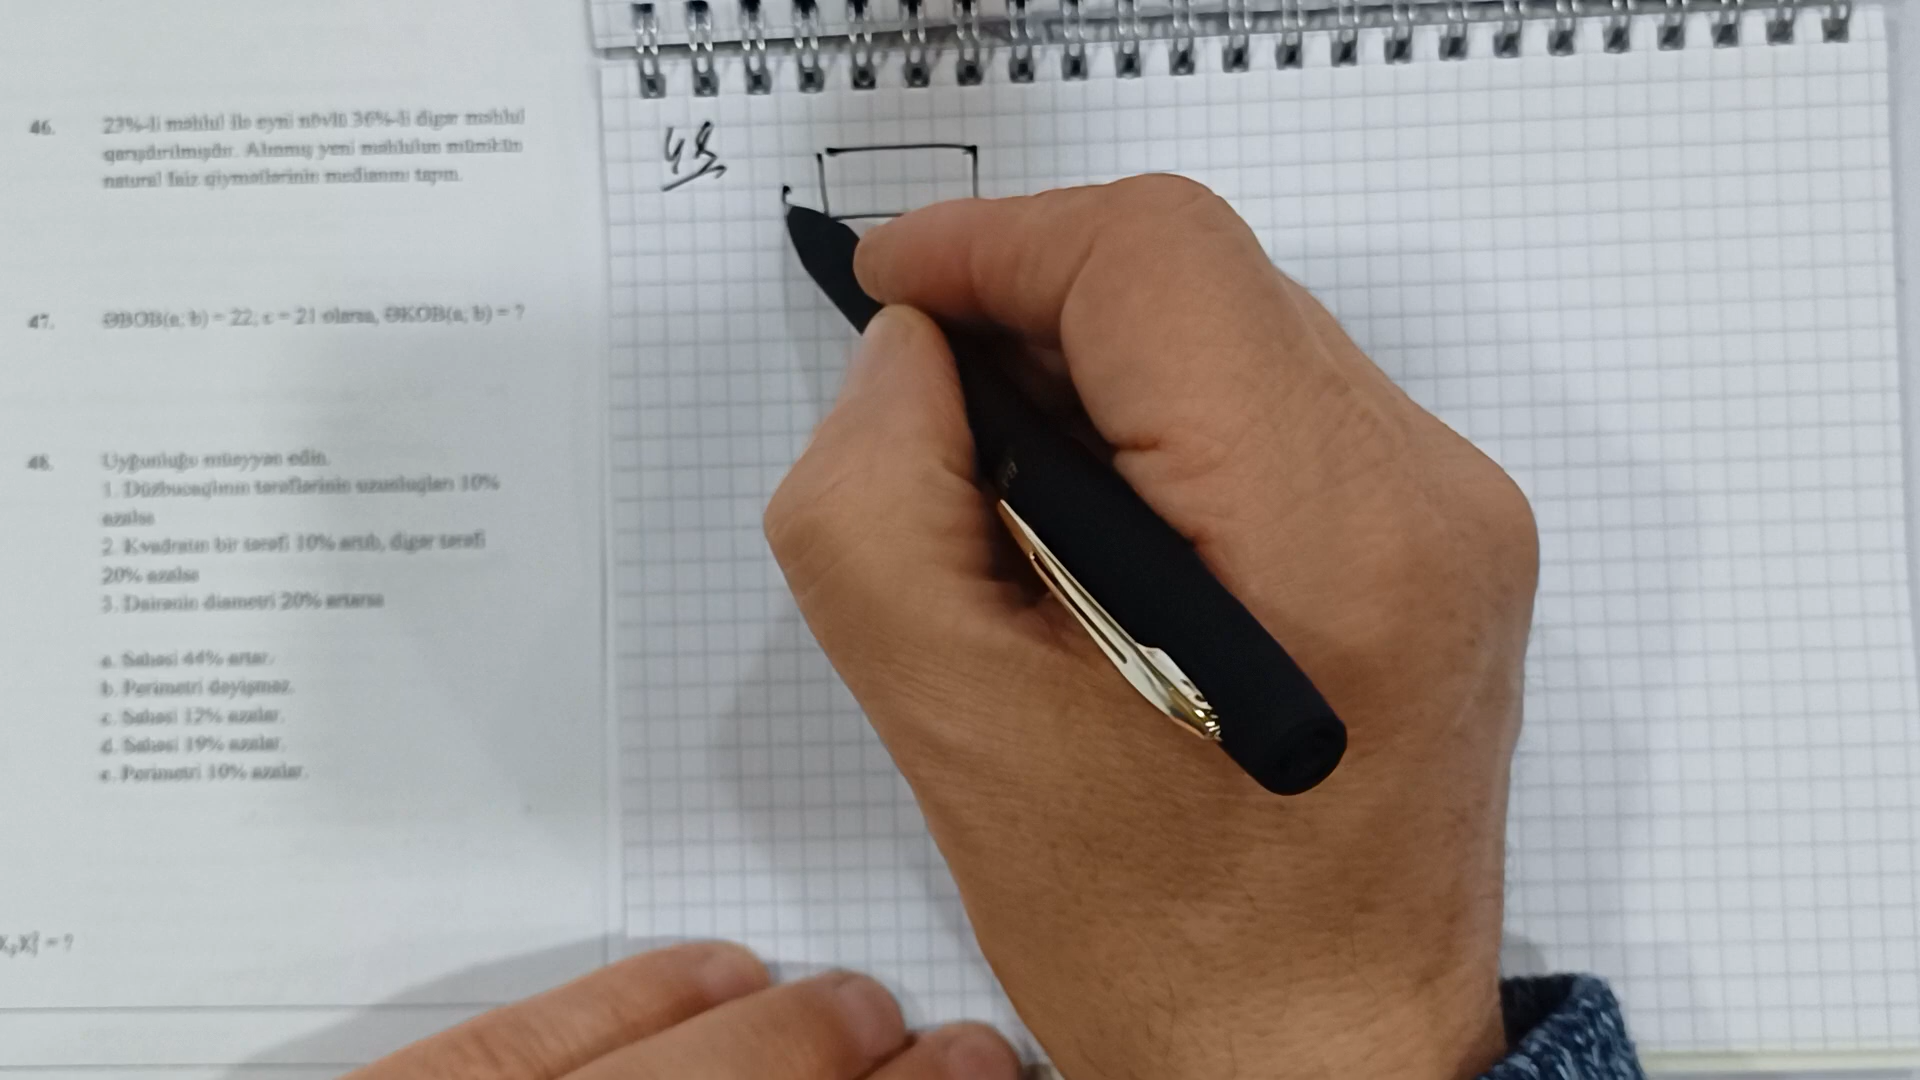 46. 23%-li məhlul ilə eyni növlü 36%-li digər məhlul
qarışdırılmışdır. Alınmış yeni məhlulun mümkün
natural faiz qiymətlərinin medianını tapın.
47. ƏBOB(a; b) = 22, c = 21 olarsa, ƏKOB(a; b) = ?
48. Uyğunluğu müəyyən edin.
1. Düzbucaqlının tərəflərinin uzunluqları 10%
azalsa
2. Kvadratın bir tərəfi 10% artıb, digər tərəfi
20% azalsa
3. Dairənin diametri 20% artarsa
a. Sahəsi 44% artar.
b. Perimetri dəyişməz.
c. Sahəsi 12% azalar.
d. Sahəsi 19% azalar.
e. Perimetri 10% azalar.
= ?
48